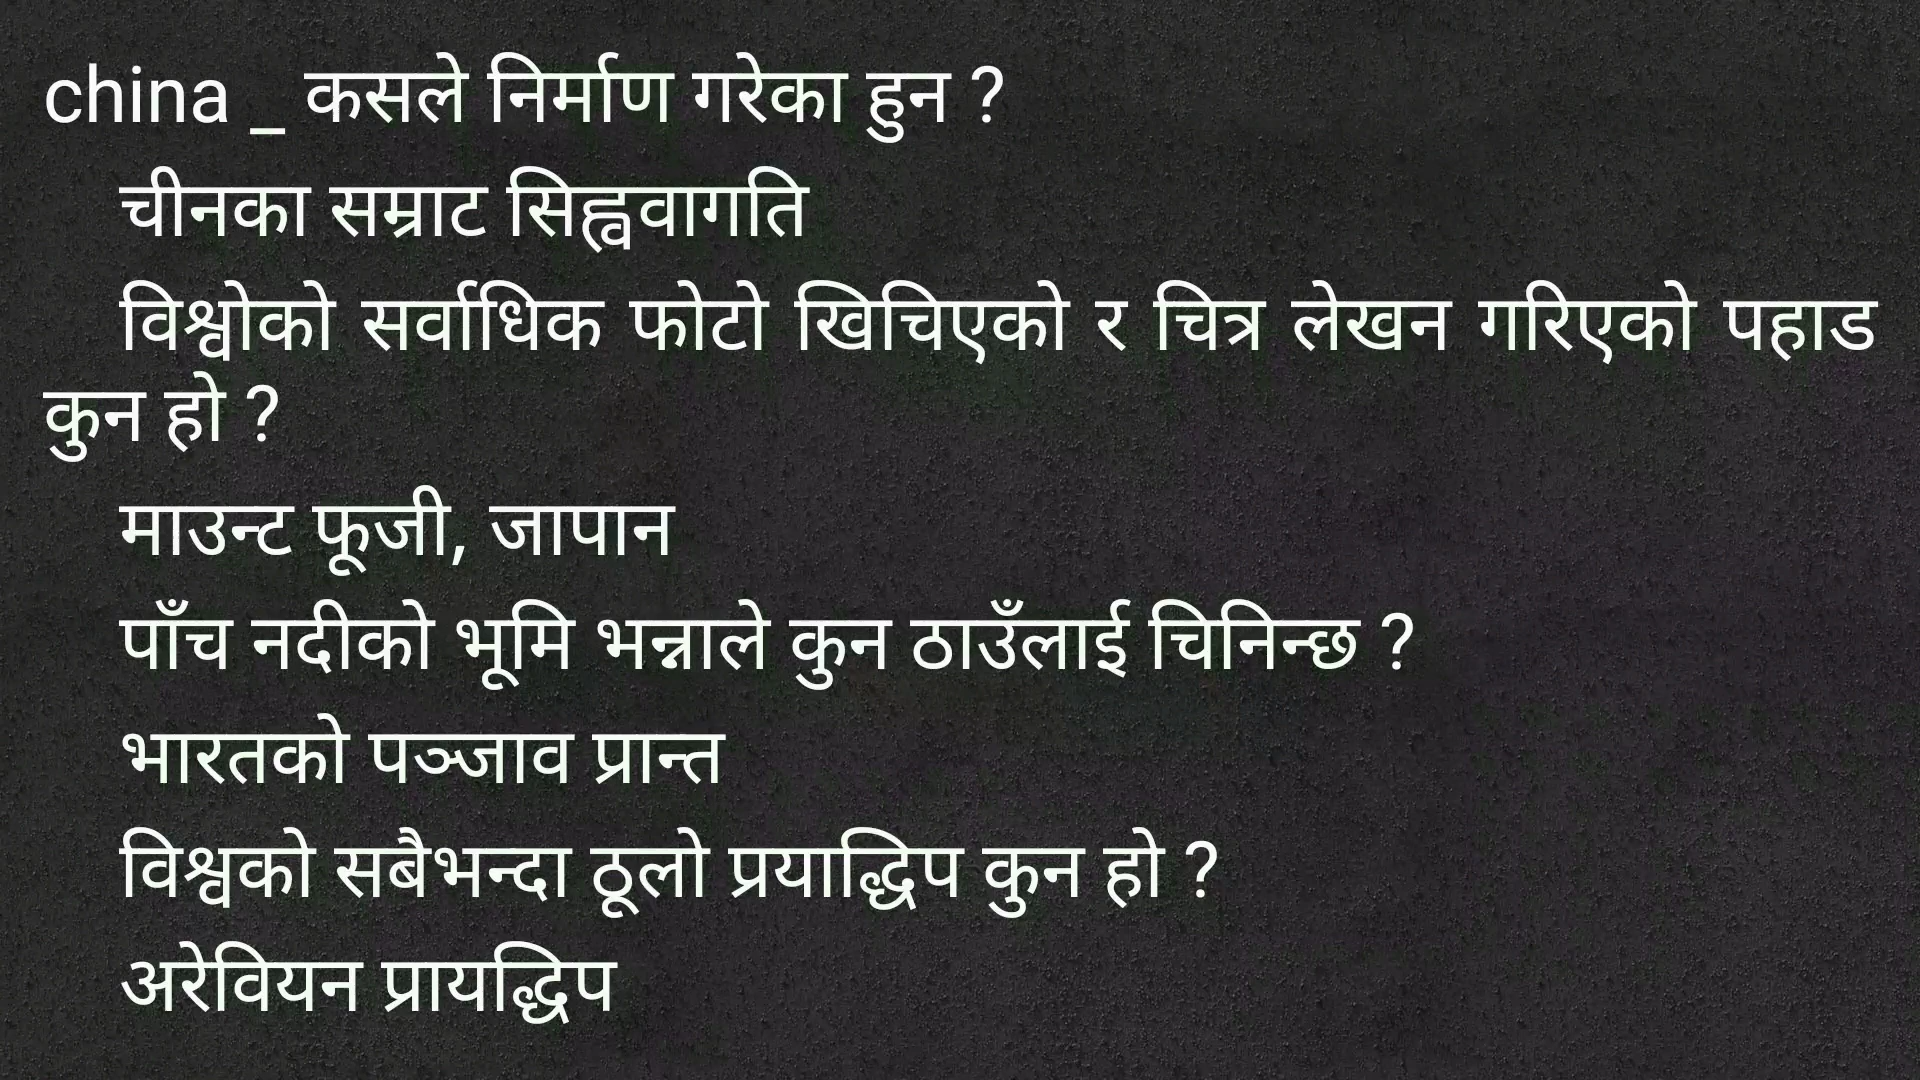 china _ कसले निर्माण गरेका हुन ?
चीनका सम्राट सिह्ववागति
विश्वोको सर्वाधिक फोटो खिचिएको र चित्र लेखन गरिएको पहाड
कुन हो ?
माउन्ट फूजी, जापान
पाँच नदीको भूमि भन्नाले कुन ठाउँलाई चिनिन्छ ?
भारतको पञ्जाव प्रान्त
विश्वको सबैभन्दा ठूलो प्रयाद्धिप कुन हो ?
अरेवियन प्रायद्धिप